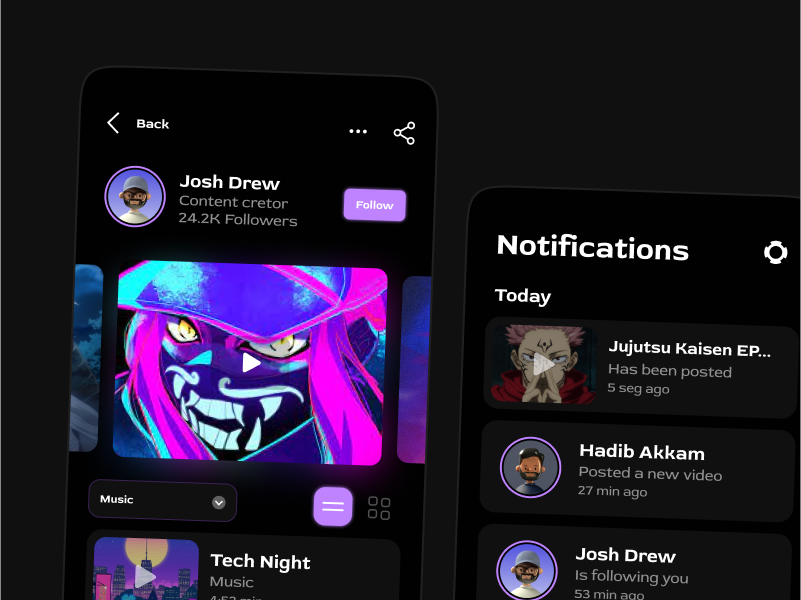 Back
Josh Drew
Content cretor
24.2K Followers
Follow
Music
Tech Night
Music
4:52 min
Notifications
Today
Jujutsu Kaisen EP...
Has been posted
5 seg ago
Hadib Akkam
Posted a new video
27 min ago
Josh Drew
Is following you
53 min ago